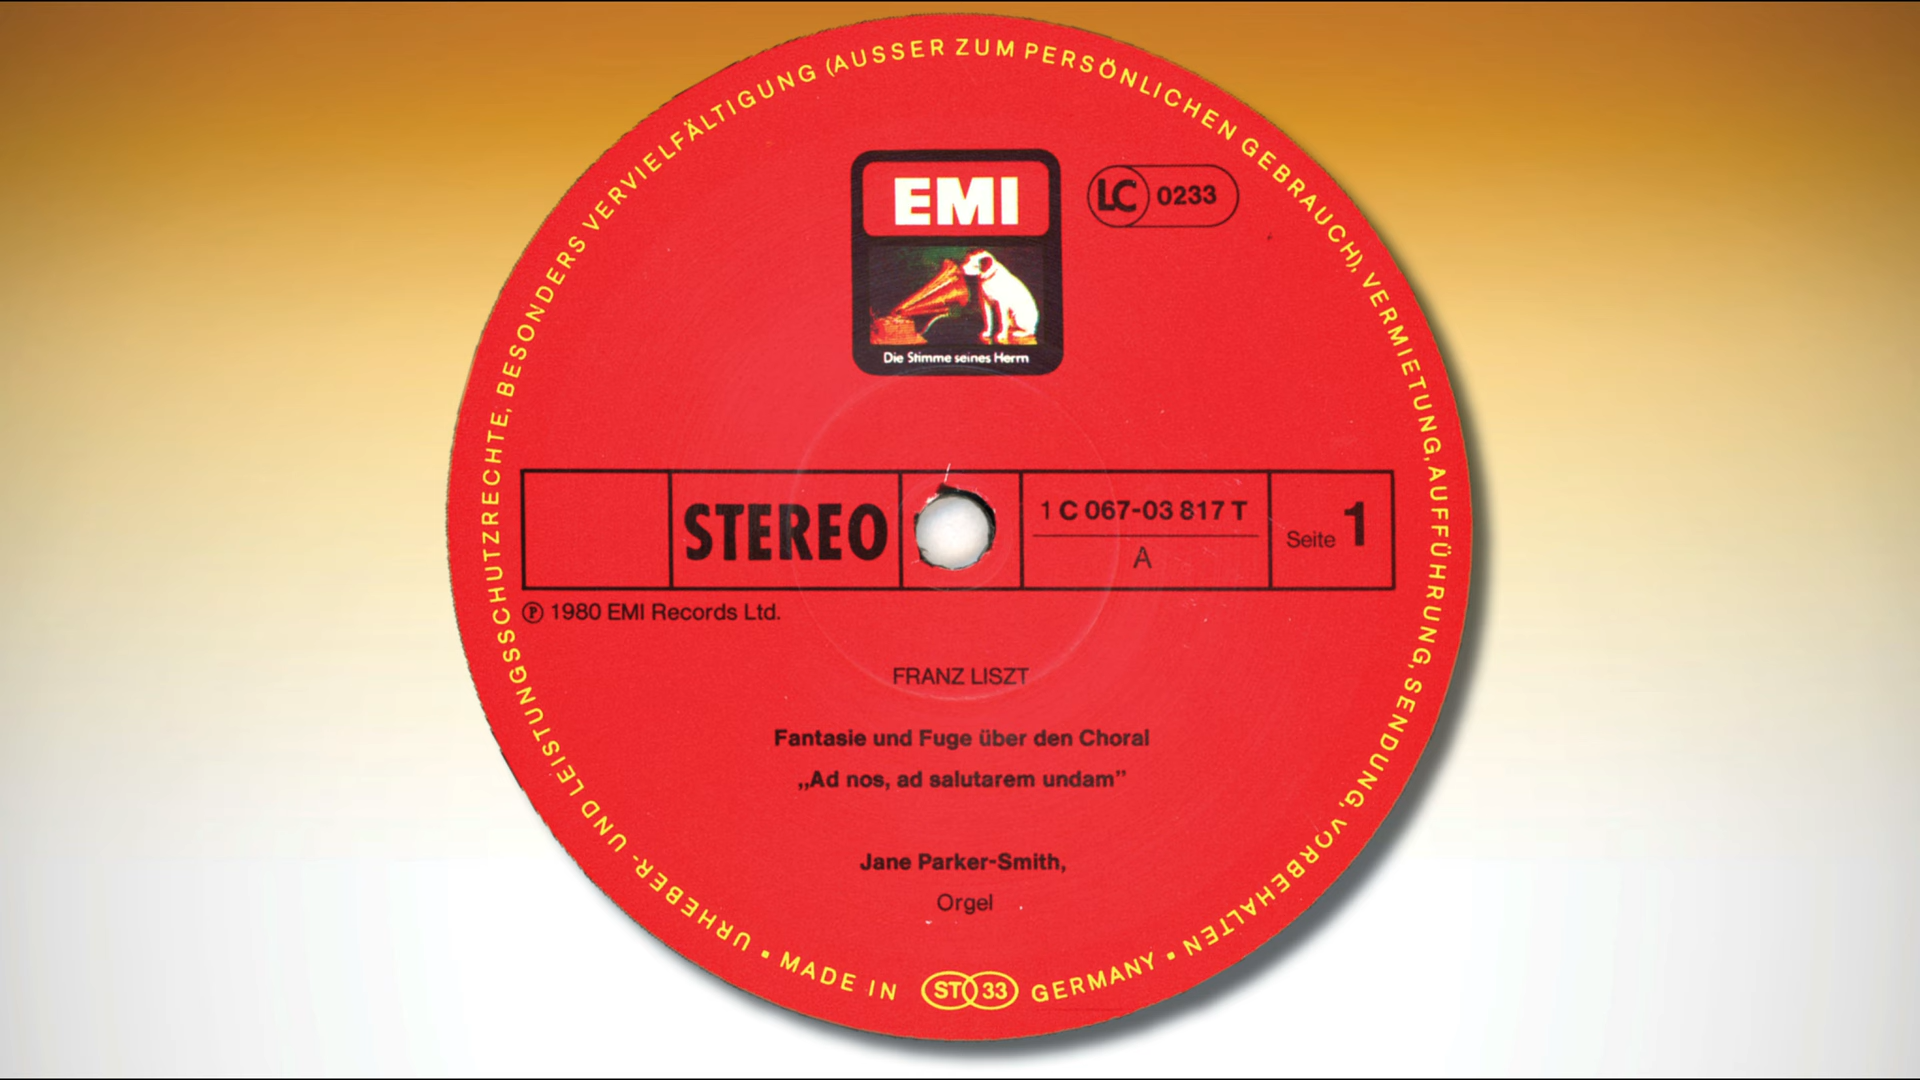 URHEBER- UND LEISTUNGSSCHUTZRECHTE, BESONDERS VERVIELFÄLTIGUNG (AUSSER ZUM PERSÖNLICHEN GEBRAUCH), VERMIETUNG, AUFFÜHRUNG, SENDUNG, VORBEHALTEN
EMI
LC 0233
Die Stimme seines Herrn
STEREO
1 C 067-03 817 T
A
Seite 1
℗ 1980 EMI Records Ltd.
FRANZ LISZT
Fantasie und Fuge über den Choral
„Ad nos, ad salutarem undam”
Jane Parker-Smith,
Orgel
• MADE IN ST 33 GERMANY •